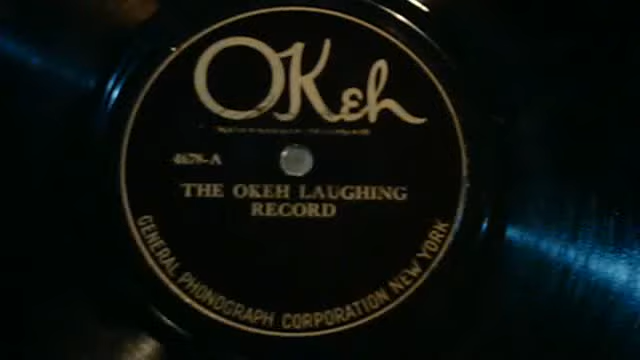 OKeh
4678-A
THE OKEH LAUGHING
RECORD
GENERAL PHONOGRAPH CORPORATION NEW YORK